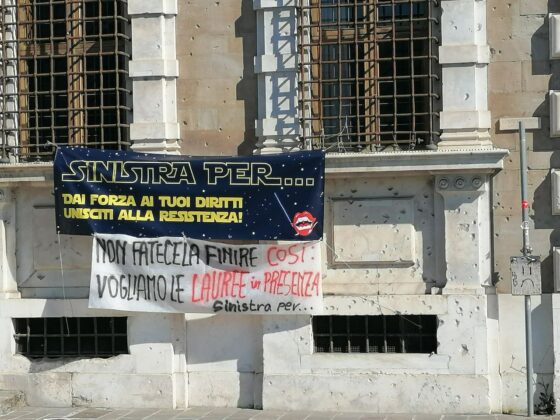 SINISTRA PER...
DAI FORZA AI TUOI DIRITTI
UNISCITI ALLA RESISTENZA!
NON FATECELA FINIRE COSÌ:
VOGLIAMO LE LAUREE in PRESENZA
Sinistra per...